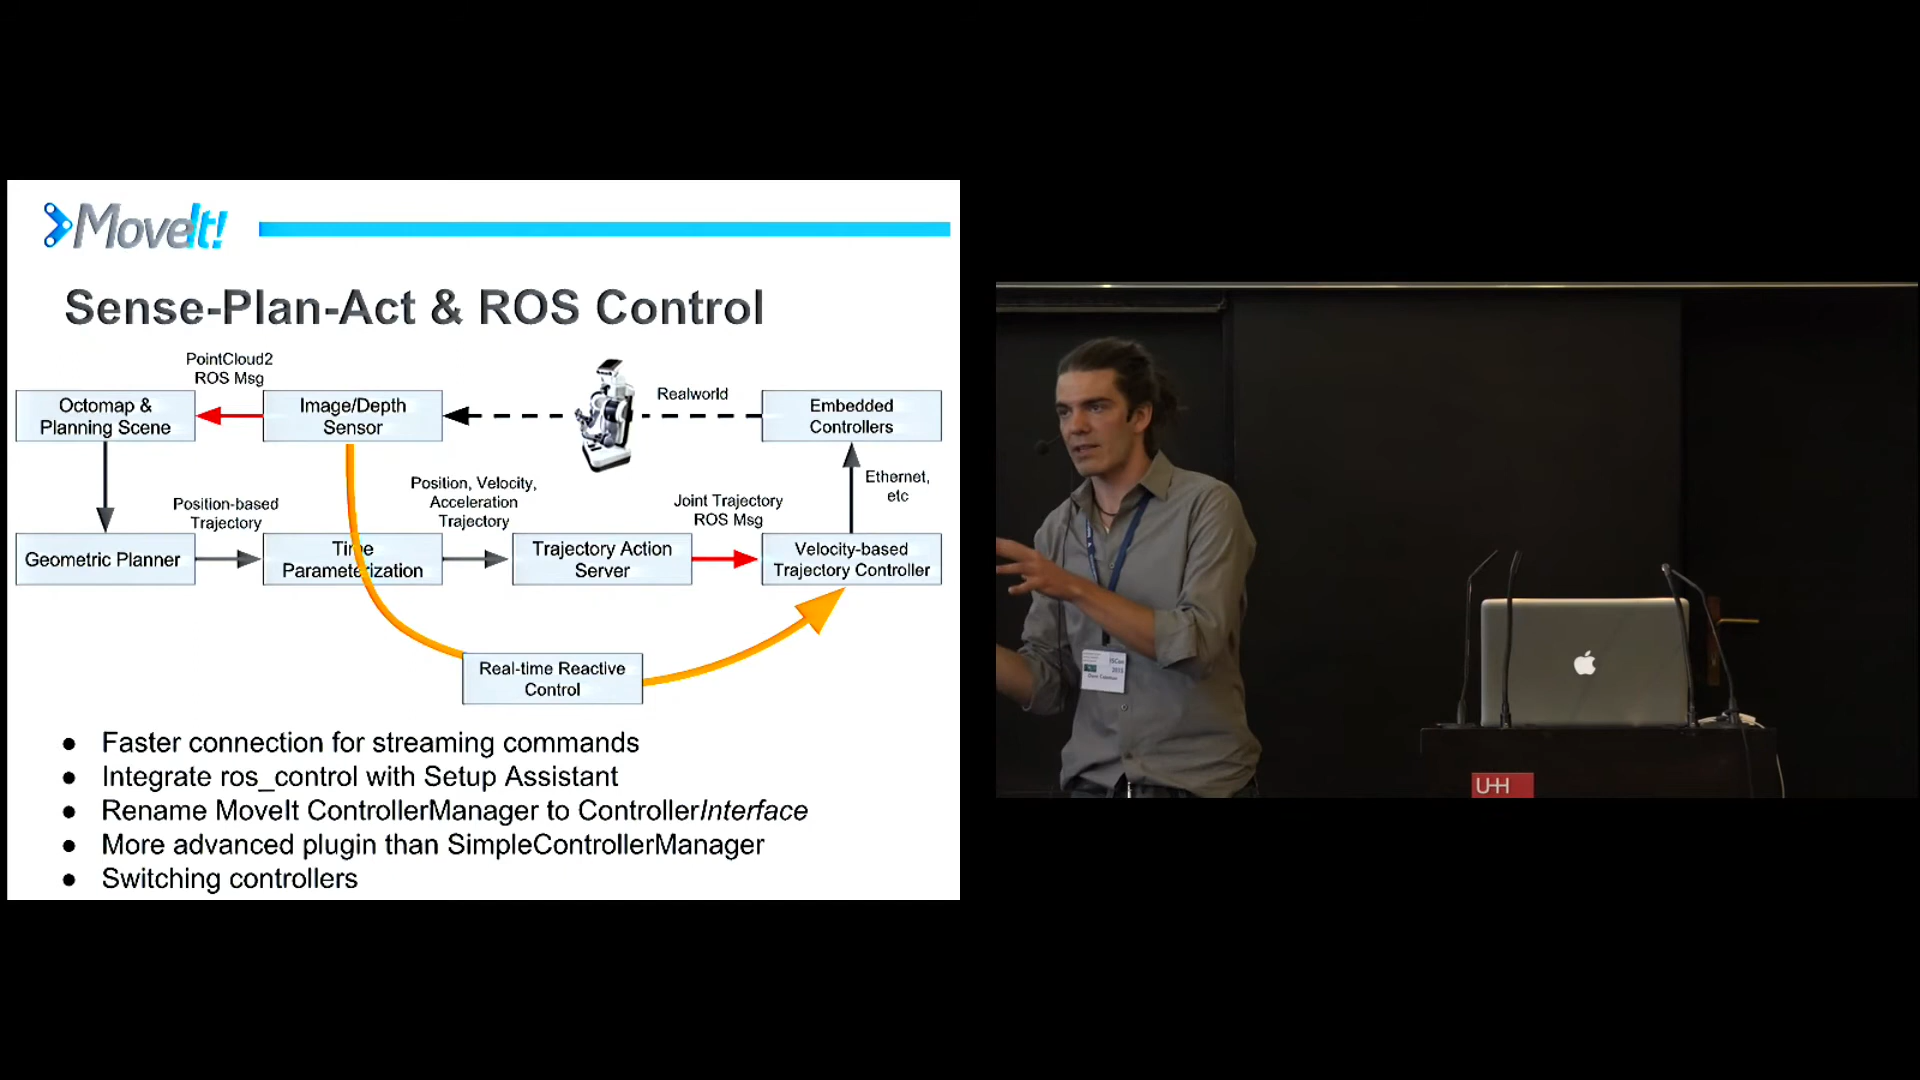 MoveIt!
Sense-Plan-Act & ROS Control
PointCloud2
ROS Msg
Octomap &
Planning Scene
Image/Depth
Sensor
Realworld
Embedded
Controllers
Position-based
Trajectory
Position, Velocity,
Acceleration
Trajectory
Joint Trajectory
ROS Msg
Ethernet,
etc
Geometric Planner
Time
Parameterization
Trajectory Action
Server
Velocity-based
Trajectory Controller
Real-time Reactive
Control
● Faster connection for streaming commands
● Integrate ros_control with Setup Assistant
● Rename MoveIt ControllerManager to ControllerInterface
● More advanced plugin than SimpleControllerManager
● Switching controllers
2015
UHH